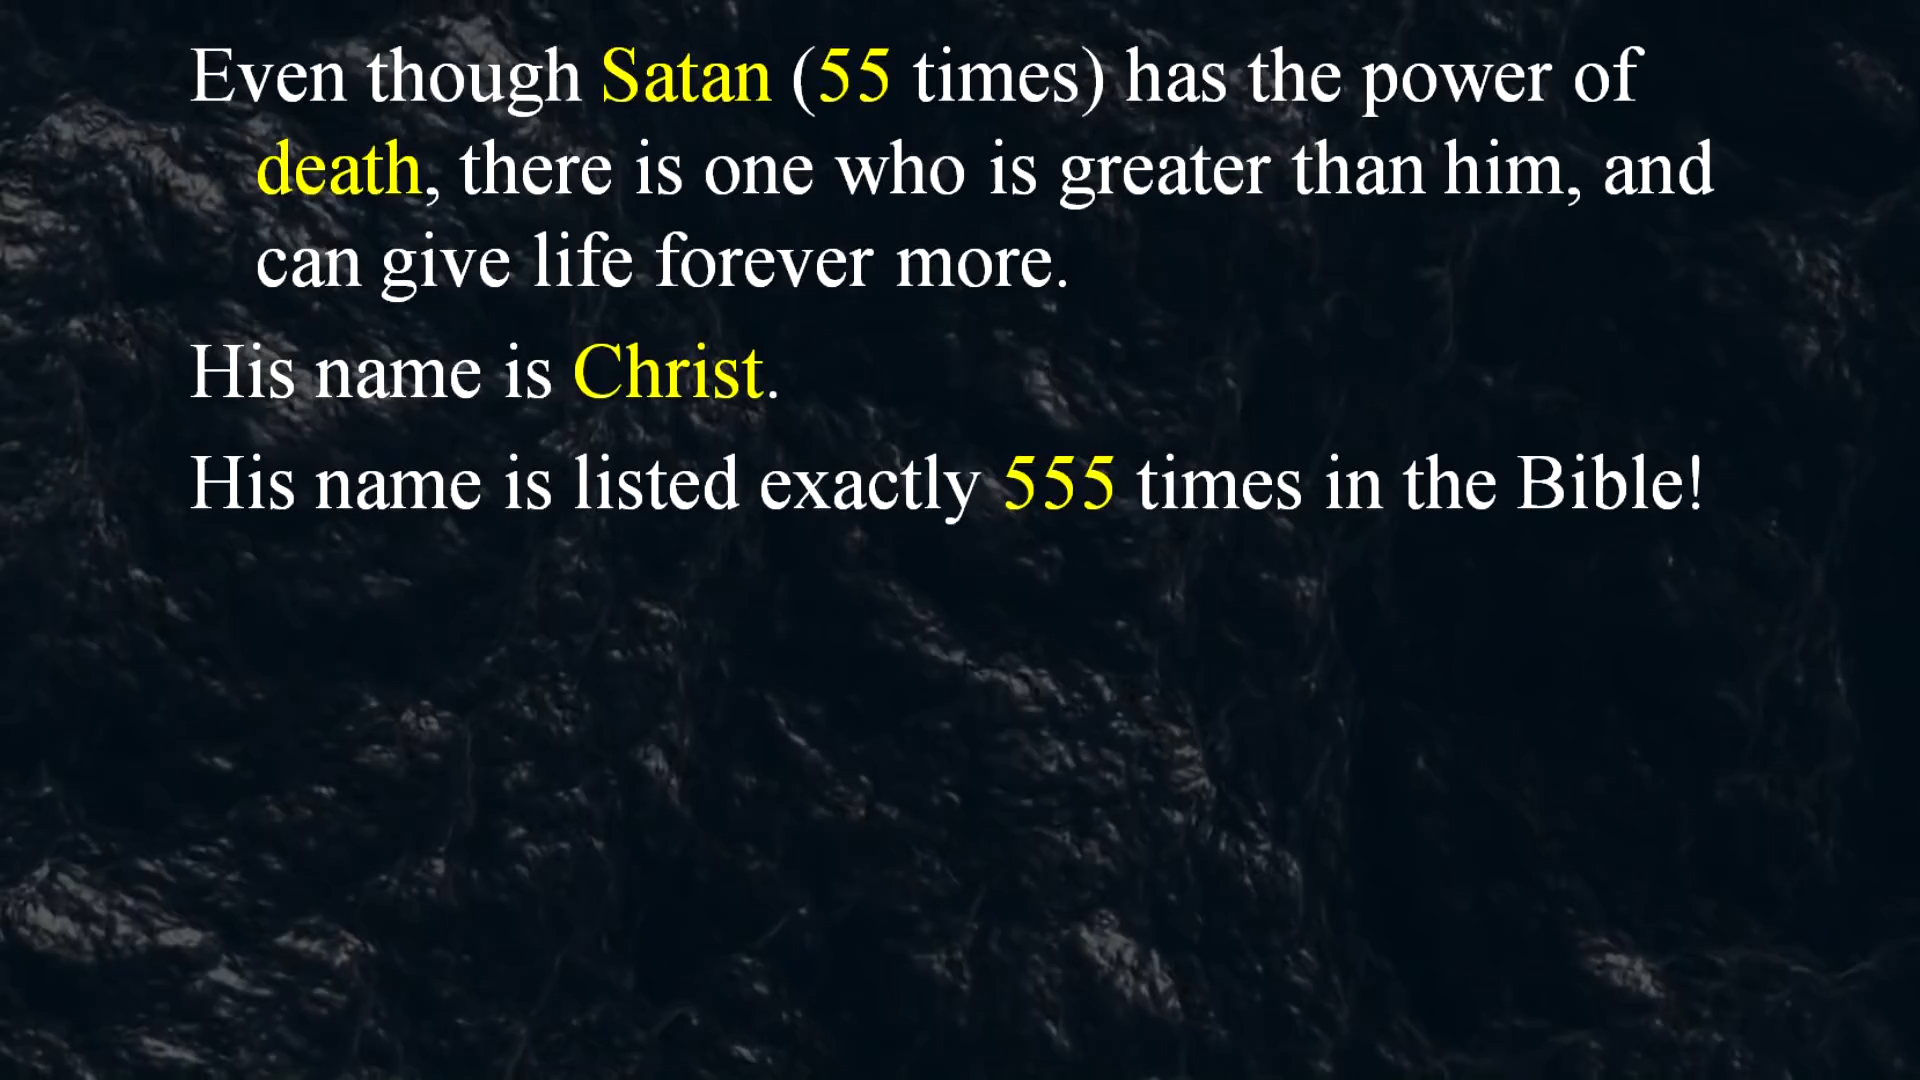 Even though Satan (55 times) has the power of
death, there is one who is greater than him, and
can give life forever more.
His name is Christ.
His name is listed exactly 555 times in the Bible!